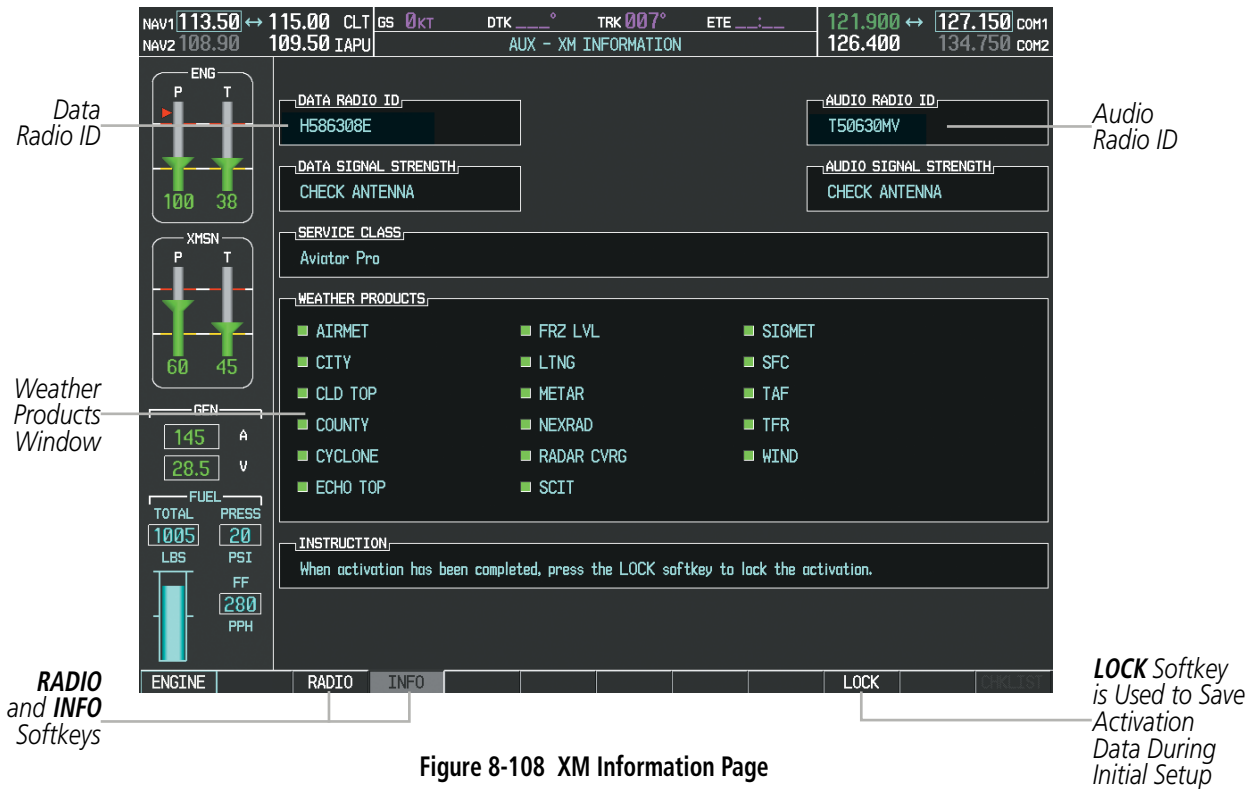 NAV1 113.50 ↔ 115.00 CLT
NAV2 108.90 109.50 IAPU
GS 0KT DTK ___° TRK 007° ETE __:__
AUX - XM INFORMATION
121.900 ↔ 127.150 COM1
126.400 134.750 COM2
ENG
P T
100 38
XMSN
P T
60 45
GEN
145 A
28.5 V
FUEL
TOTAL PRESS
1005 20
LBS PSI
FF
280
PPH
DATA RADIO ID
H586308E
AUDIO RADIO ID
T50630MV
DATA SIGNAL STRENGTH
CHECK ANTENNA
AUDIO SIGNAL STRENGTH
CHECK ANTENNA
SERVICE CLASS
Aviator Pro
WEATHER PRODUCTS
AIRMET FRZ LVL SIGMET
CITY LTNG SFC
CLD TOP METAR TAF
COUNTY NEXRAD TFR
CYCLONE RADAR CVRG WIND
ECHO TOP SCIT
INSTRUCTION
When activation has been completed, press the LOCK softkey to lock the activation.
ENGINE RADIO INFO LOCK CHKLIST
Data
Radio ID
Audio
Radio ID
Weather
Products
Window
RADIO
and INFO
Softkeys
LOCK Softkey
is Used to Save
Activation
Data During
Initial Setup
Figure 8-108 XM Information Page